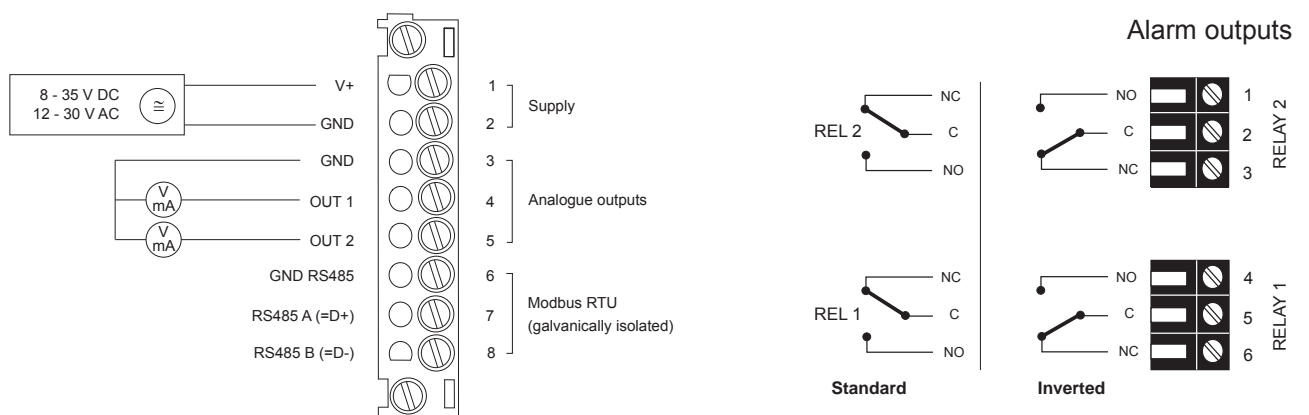 Alarm outputs
8 - 35 V DC
12 - 30 V AC
≅
V+
GND
GND
OUT 1
OUT 2
GND RS485
RS485 A (=D+)
RS485 B (=D-)
V
mA
V
mA
1
2
3
4
5
6
7
8
Supply
Analogue outputs
Modbus RTU
(galvanically isolated)
REL 2
NC
C
NO
NO
C
NC
1
2
3
RELAY 2
REL 1
NC
C
NO
NO
C
NC
4
5
6
RELAY 1
Standard
Inverted